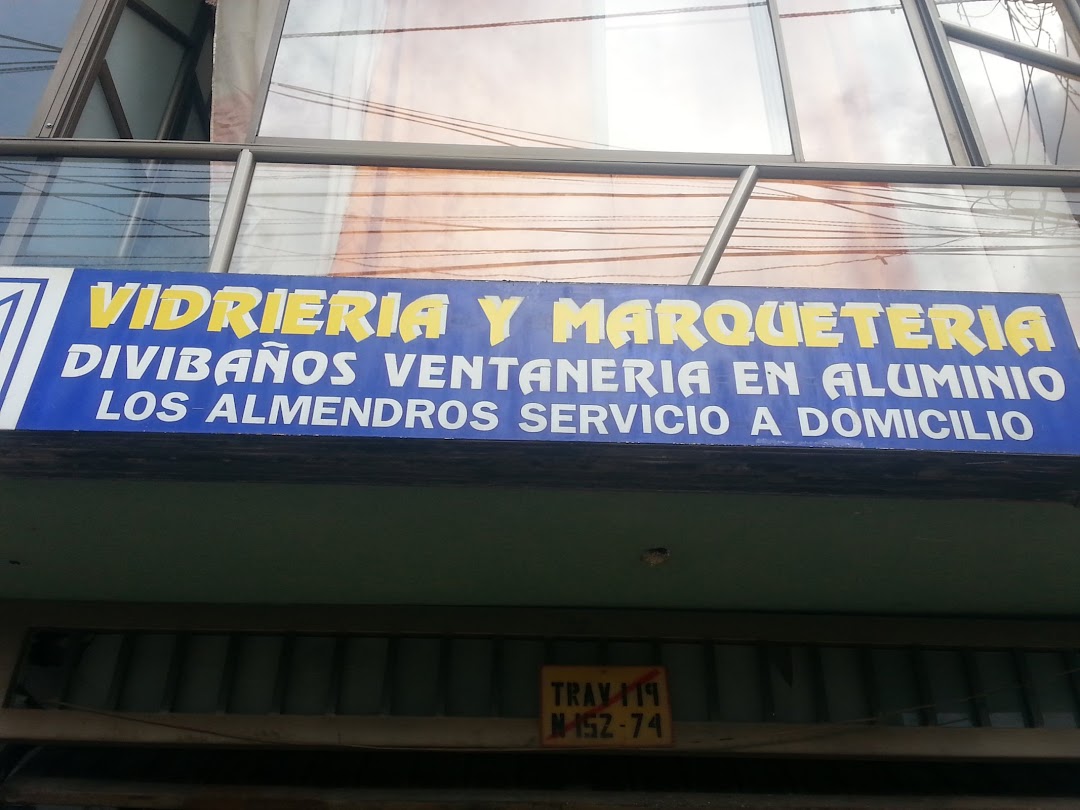 VIDRIERIA Y MARQUETERIA
DIVIBAÑOS VENTANERIA EN ALUMINIO
LOS ALMENDROS SERVICIO A DOMICILIO
TRAV 119
N 152-74